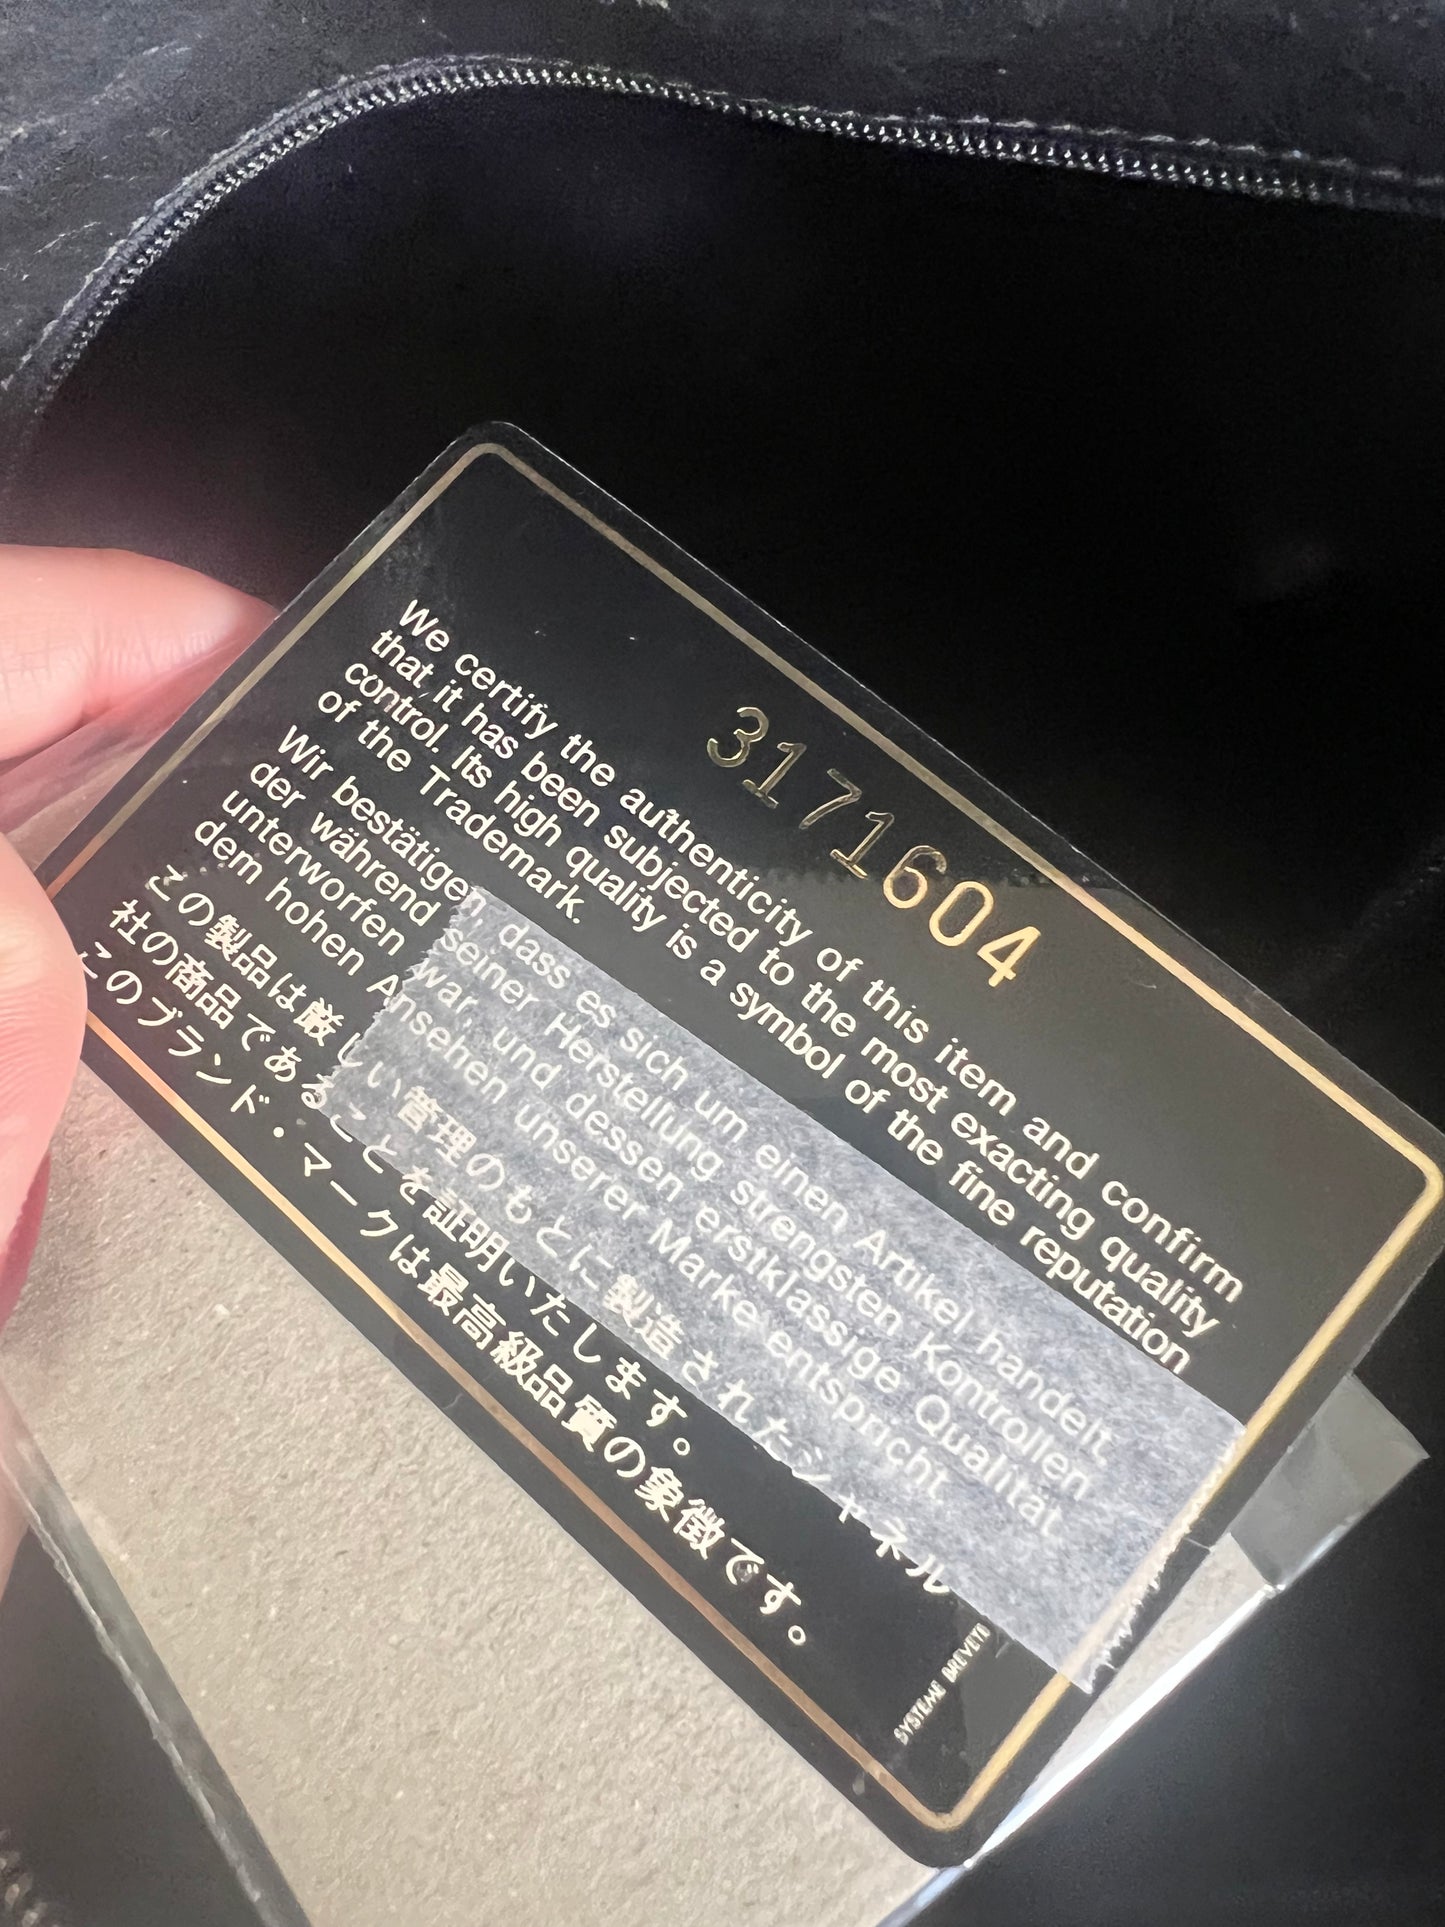 3171604
We certify the authenticity of this item and confirm
that it has been subjected to the most exacting quality
control. Its high quality is a symbol of the fine reputation
of the Trademark.
Wir bestätigen, dass es sich um einen Artikel handelt,
der während seiner Herstellung strengsten Kontrollen
unterworfen war, und dessen erstklassige Qualität
dem hohen Ansehen unserer Marke entspricht.
この製品は厳しい管理のもとに製造されたシャネル
社の商品であることを証明いたします。
このブランド・マークは最高級品質の象徴です。
SYSTEME BREVETE